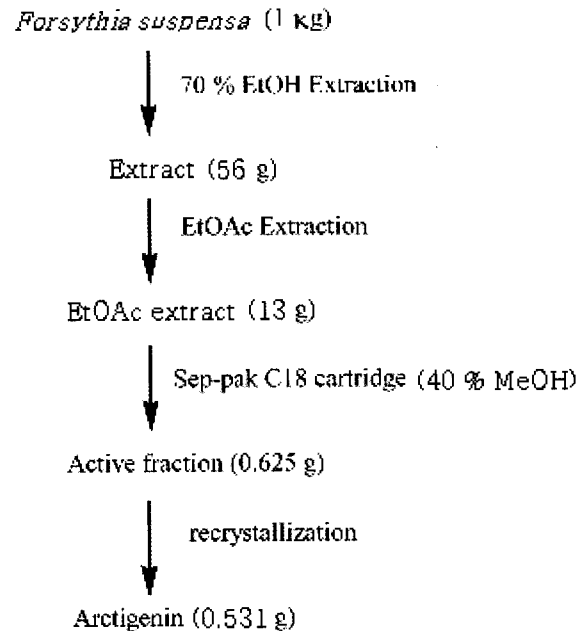 Forsythia suspensa (1 kg)
70 % EtOH Extraction
Extract (56 g)
EtOAc Extraction
EtOAc extract (13 g)
Sep-pak C18 cartridge (40 % MeOH)
Active fraction (0.625 g)
recrystallization
Arctigenin (0.531 g)